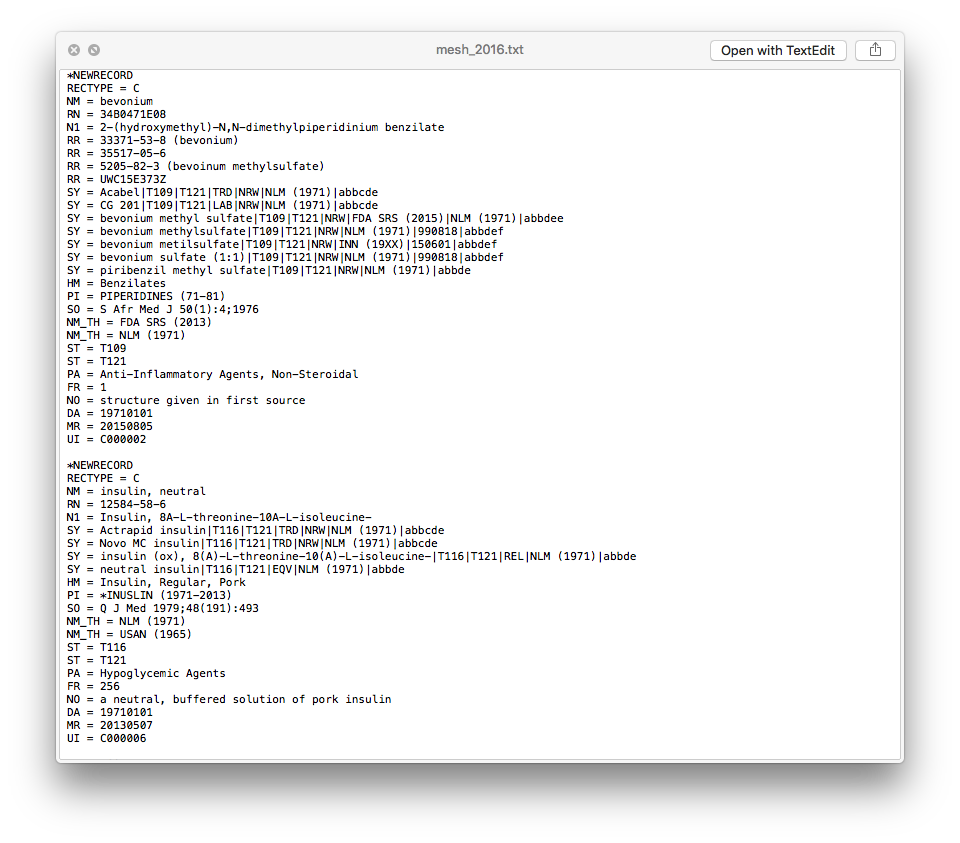 mesh_2016.txt
Open with TextEdit
*NEWRECORD
RECTYPE = C
NM = bevonium
RN = 34B0471E08
N1 = 2-(hydroxymethyl)-N,N-dimethylpiperidinium benzilate
RR = 33371-53-8 (bevonium)
RR = 35517-05-6
RR = 5205-82-3 (bevoinum methylsulfate)
RR = UWC15E373Z
SY = Acabel|T109|T121|TRD|NRW|NLM (1971)|abbcde
SY = CG 201|T109|T121|LAB|NRW|NLM (1971)|abbcde
SY = bevonium methyl sulfate|T109|T121|NRW|FDA SRS (2015)|NLM (1971)|abbdee
SY = bevonium methylsulfate|T109|T121|NRW|NLM (1971)|990818|abbdef
SY = bevonium metilsulfate|T109|T121|NRW|INN (19XX)|150601|abbdef
SY = bevonium sulfate (1:1)|T109|T121|NRW|NLM (1971)|990818|abbdef
SY = piribenzil methyl sulfate|T109|T121|NRW|NLM (1971)|abbde
HM = Benzilates
PI = PIPERIDINES (71-81)
SO = S Afr Med J 50(1):4;1976
NM_TH = FDA SRS (2013)
NM_TH = NLM (1971)
ST = T109
ST = T121
PA = Anti-Inflammatory Agents, Non-Steroidal
FR = 1
NO = structure given in first source
DA = 19710101
MR = 20150805
UI = C000002
*NEWRECORD
RECTYPE = C
NM = insulin, neutral
RN = 12584-58-6
N1 = Insulin, 8A-L-threonine-10A-L-isoleucine-
SY = Actrapid insulin|T116|T121|TRD|NRW|NLM (1971)|abbcde
SY = Novo MC insulin|T116|T121|TRD|NRW|NLM (1971)|abbcde
SY = insulin (ox), 8(A)-L-threonine-10(A)-L-isoleucine-|T116|T121|REL|NLM (1971)|abbde
SY = neutral insulin|T116|T121|EQV|NLM (1971)|abbde
HM = Insulin, Regular, Pork
PI = *INUSLIN (1971-2013)
SO = Q J Med 1979;48(191):493
NM_TH = NLM (1971)
NM_TH = USAN (1965)
ST = T116
ST = T121
PA = Hypoglycemic Agents
FR = 256
NO = a neutral, buffered solution of pork insulin
DA = 19710101
MR = 20130507
UI = C000006